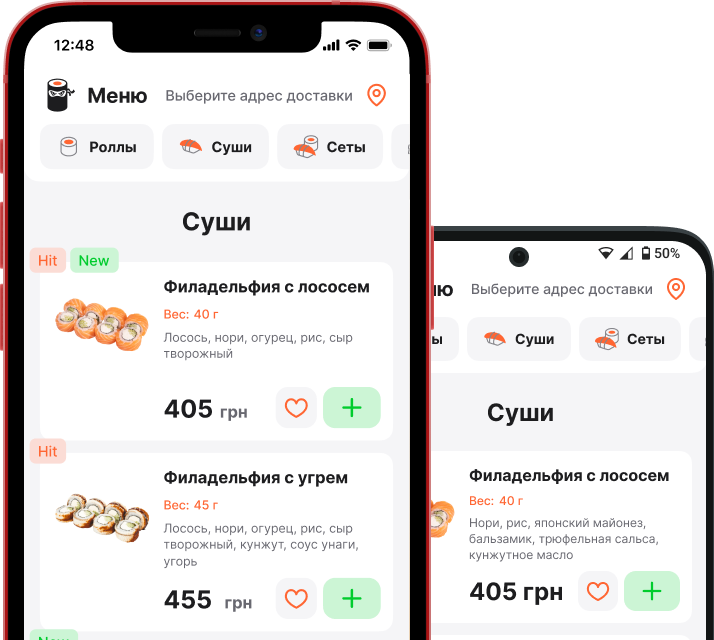 12:48
Меню
Выберите адрес доставки
Роллы
Суши
Сеты
Суши
Hit
New
Филадельфия с лососем
Вес: 40 г
Лосось, нори, огурец, рис, сыр
творожный
405 грн
Hit
Филадельфия с угрем
Вес: 45 г
Лосось, нори, огурец, рис, сыр
творожный, кунжут, соус унаги,
угорь
455 грн
New
50%
ню
Выберите адрес доставки
ы
Суши
Сеты
Суши
Филадельфия с лососем
Вес: 40 г
Нори, рис, японский майонез,
бальзамик, трюфельная сальса,
кунжутное масло
405 грн